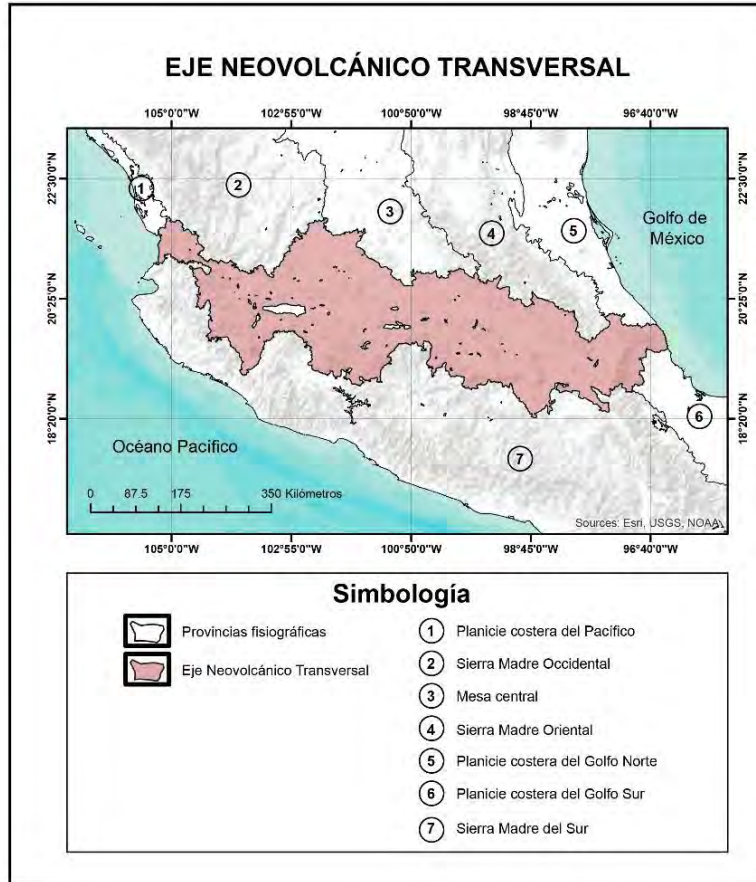 EJE NEOVOLCÁNICO TRANSVERSAL
105°0'0"W 102°55'0"W 100°50'0"W 98°45'0"W 96°40'0"W
22°30'0"N
20°25'0"N
18°20'0"N
22°30'0"N
20°25'0"N
18°20'0"N
1
2
3
4
5
Golfo de
México
6
7
Océano Pacífico
0 87.5 175 350 Kilómetros
Sources: Esri, USGS, NOAA
105°0'0"W 102°55'0"W 100°50'0"W 98°45'0"W 96°40'0"W
Simbología
Provincias fisiográficas
Eje Neovolcánico Transversal
1 Planicie costera del Pacífico
2 Sierra Madre Occidental
3 Mesa central
4 Sierra Madre Oriental
5 Planicie costera del Golfo Norte
6 Planicie costera del Golfo Sur
7 Sierra Madre del Sur